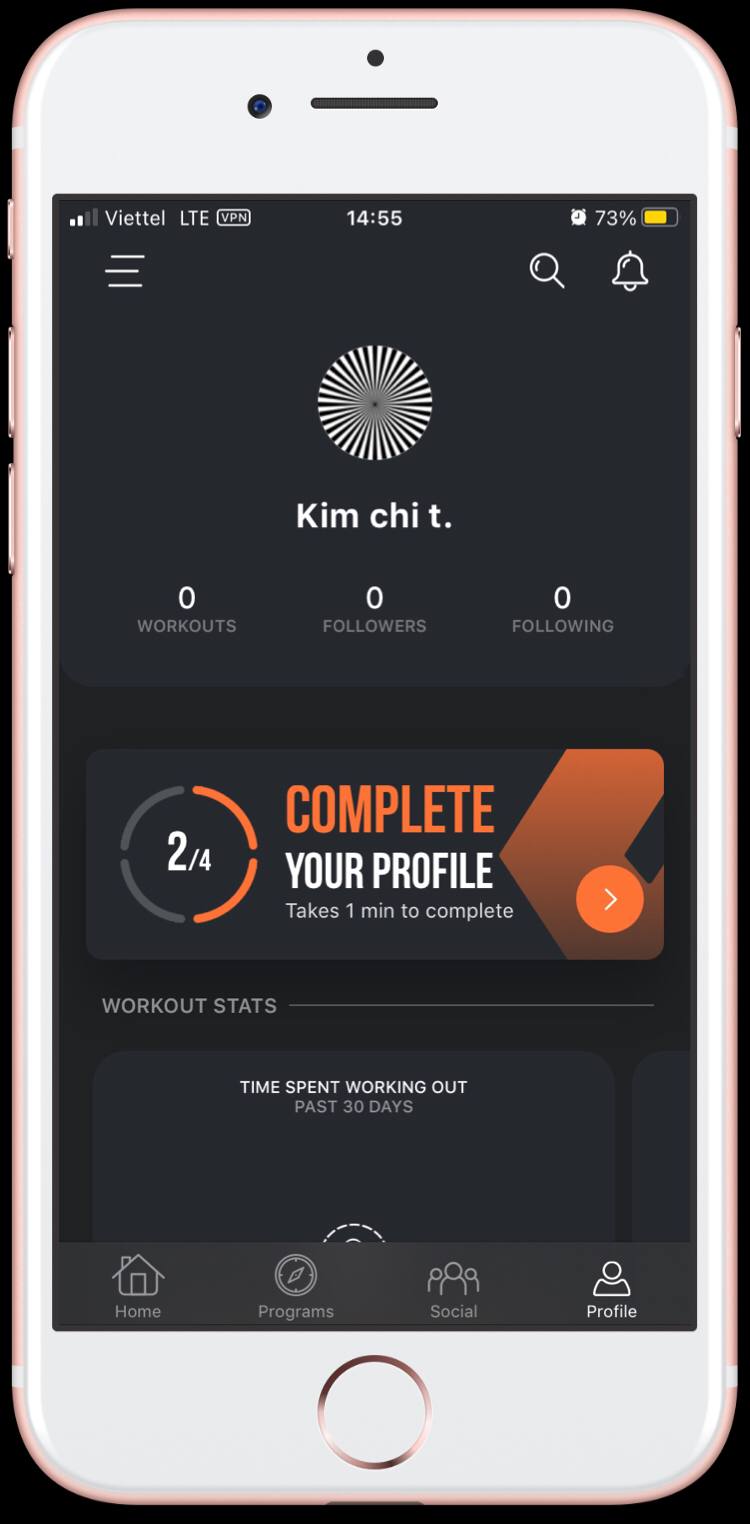 Viettel LTE VPN 14:55 73%
Kim chi t.
0 0 0
WORKOUTS FOLLOWERS FOLLOWING
2/4
COMPLETE
YOUR PROFILE
Takes 1 min to complete
WORKOUT STATS
TIME SPENT WORKING OUT
PAST 30 DAYS
Home Programs Social Profile